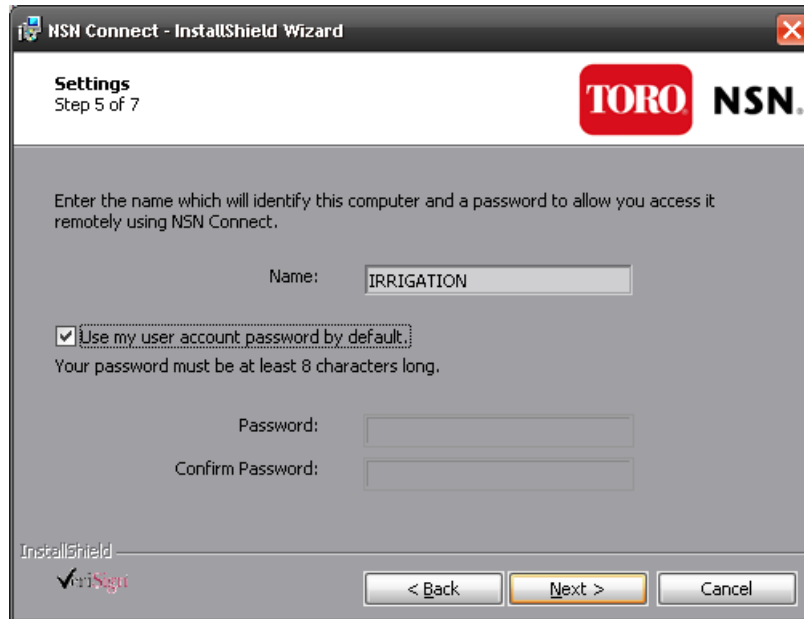 NSN Connect - InstallShield Wizard
Settings
Step 5 of 7
TORO. NSN.
Enter the name which will identify this computer and a password to allow you access it
remotely using NSN Connect.
Name: IRRIGATION
Use my user account password by default.
Your password must be at least 8 characters long.
Password:
Confirm Password:
InstallShield
VeriSign
< Back Next > Cancel